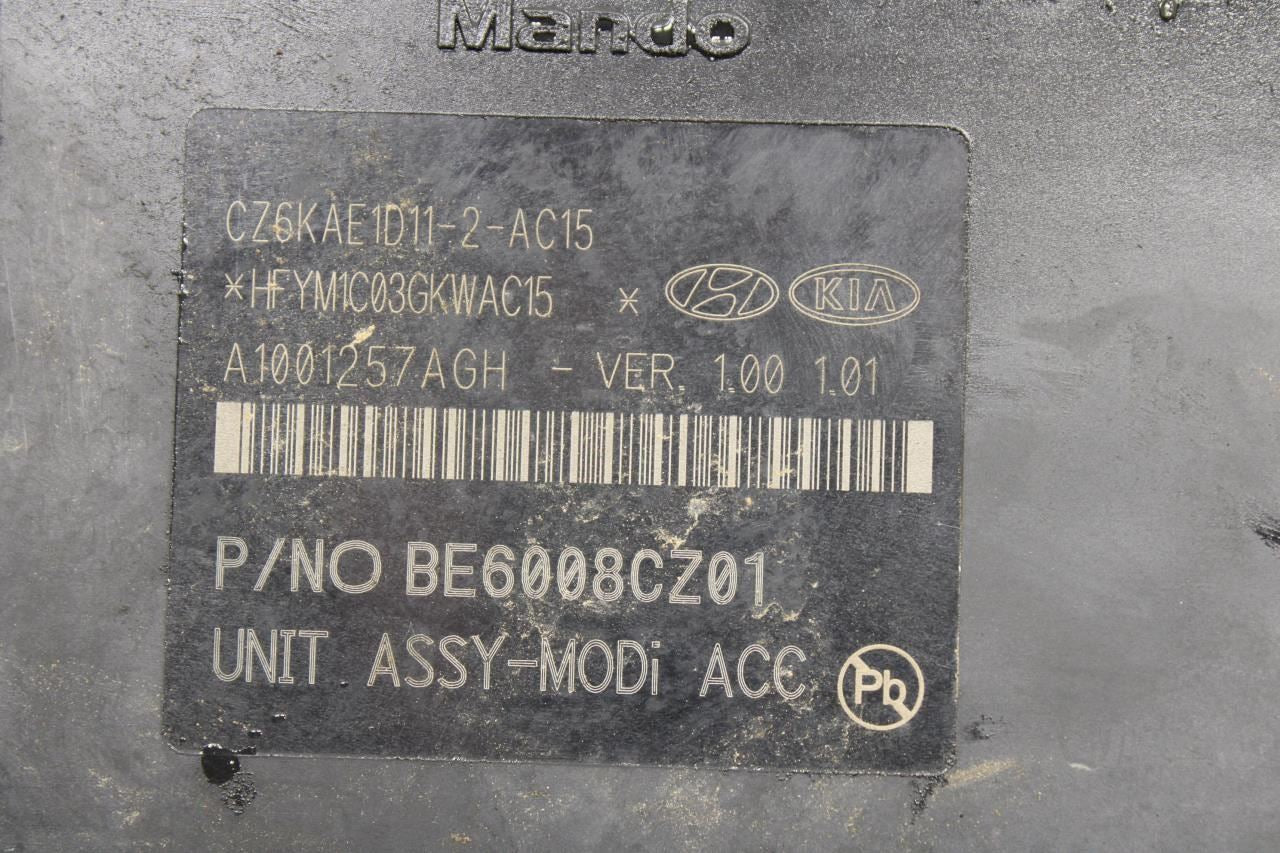 Mando
CZ6KAE1D11-2-AC15
*HFYM1C03GKWAC15 * KIA
A1001257AGH - VER. 1.00 1.01
P/NO BE6008CZ01
UNIT ASSY-MODi ACC
Pb